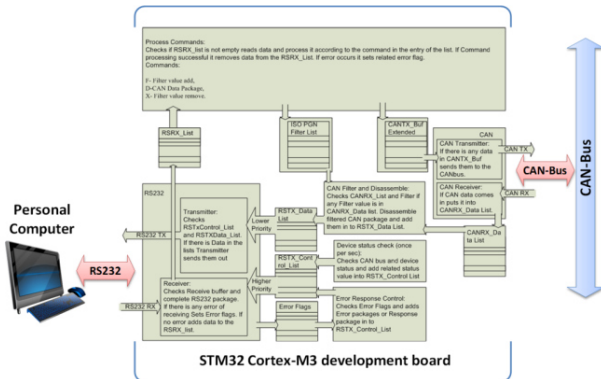 Process Commands:
Checks if RSRX_list is not empty reads data and process it according to the command in the entry of the list. If Command
processing successful it removes data from the RSRX_List. If error occurs it sets related error flag.
Commands:
F- Filter value add,
D-CAN Data Package,
X- Filter value remove.
RSRX_List
ISO PGN
Filter List
CANTX_Buf
Extended
CAN
CAN Transmitter:
If there is any data
in CANTX_Buf
sends them to the
CANbus.
CAN TX
CAN-Bus
CAN-Bus
CAN Receiver:
If CAN data comes
in puts it into
CANRX_Data List.
CAN RX
CANRX_Da
ta List
CAN Filter and Disassemble:
Checks CANRX_List and Filter if
any Filter value is in
CANRX_Data list. Disassemble
filtered CAN package and add
them in to RSTX_Data List.
RS232
Transmitter:
Checks
RSTxControl_List
and RSTXData_List.
If there is Data in the
lists Transmitter
sends them out
RS232 TX
RSTX_Data
List
Lower
Priority
RSTX_Cont
rol_List
Higher
Priority
Device status check (once
per sec):
Checks CAN bus and device
status and add related status
value into RSTX_Control List
Personal
Computer
RS232
Receiver:
Checks Receive buffer and
complete RS232 package.
If there is any error of
receiving Sets Error flags. If
no error adds data to the
RSRX_list.
RS232 RX
Error Flags
Error Response Control:
Checks Error Flags and adds
Error packages or Response
package in to
RSTX_Control_List
STM32 Cortex-M3 development board